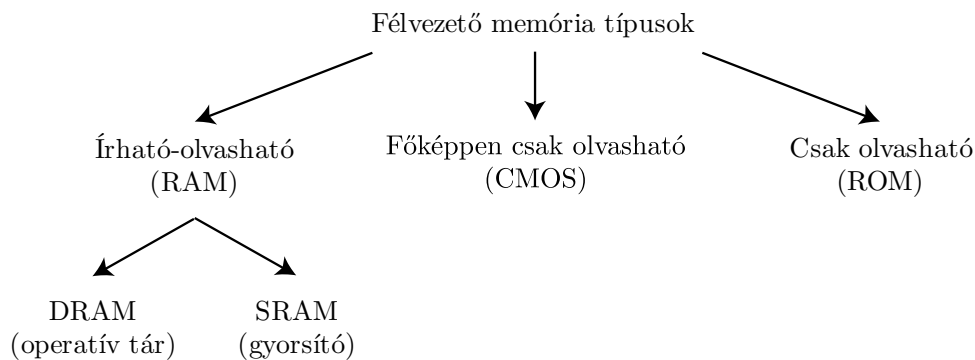 Félvezető memória típusok
Írható-olvasható
(RAM)
Főképpen csak olvasható
(CMOS)
Csak olvasható
(ROM)
DRAM
(operatív tár)
SRAM
(gyorsító)